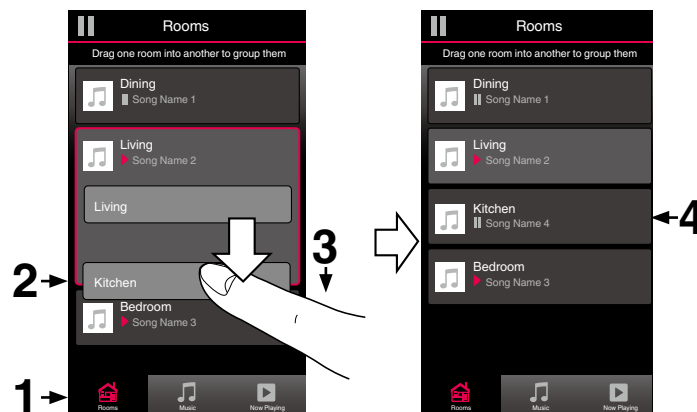 Rooms
Drag one room into another to group them
Dining
Song Name 1
Living
Song Name 2
Living
Kitchen
Bedroom
Song Name 3
Rooms
Music
Now Playing
1
2
3
Rooms
Drag one room into another to group them
Dining
Song Name 1
Living
Song Name 2
Kitchen
Song Name 4
Bedroom
Song Name 3
Rooms
Music
Now Playing
4